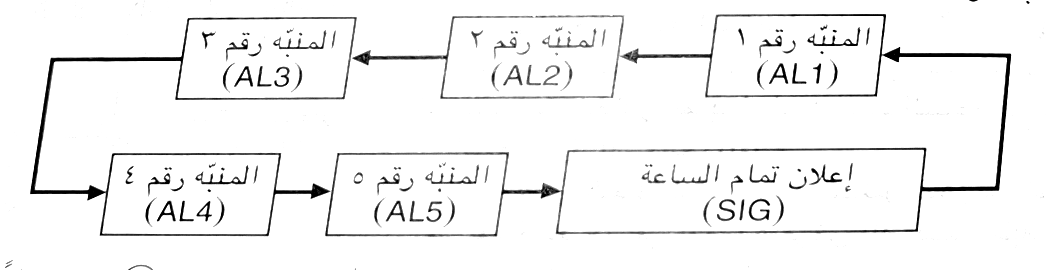 المنبّه رقم ١
(AL1)
المنبّه رقم ٢
(AL2)
المنبّه رقم ٣
(AL3)
المنبّه رقم ٤
(AL4)
المنبّه رقم ٥
(AL5)
إعلان تمام الساعة
(SIG)